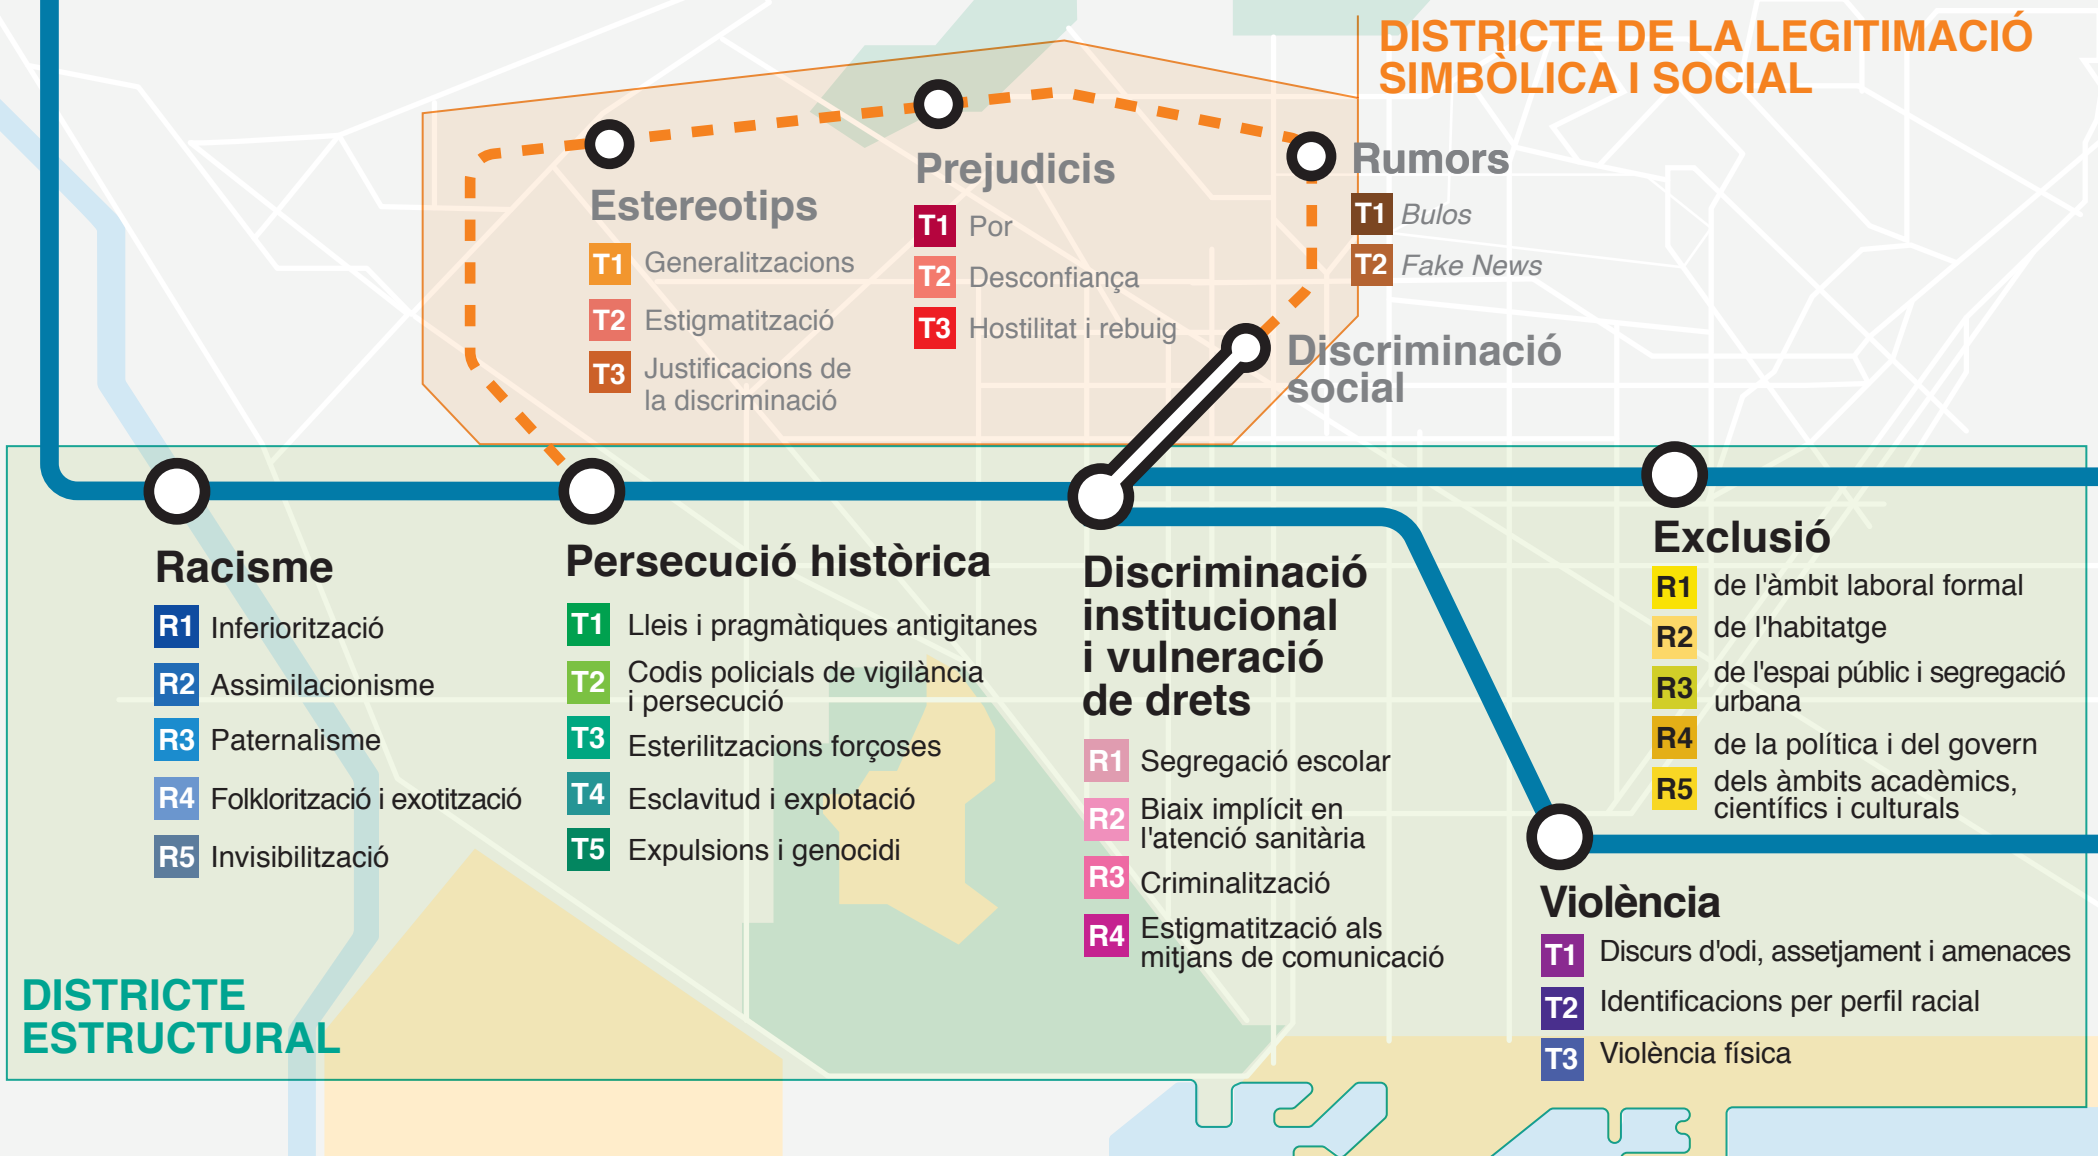 DISTRICTE DE LA LEGITIMACIÓ
SIMBÒLICA I SOCIAL
Estereotips
T1 Generalitzacions
T2 Estigmatització
T3 Justificacions de
la discriminació
Prejudicis
T1 Por
T2 Desconfiança
T3 Hostilitat i rebuig
Rumors
T1 Bulos
T2 Fake News
Discriminació
social
Racisme
R1 Inferiorització
R2 Assimilacionisme
R3 Paternalisme
R4 Folklorització i exotització
R5 Invisibilització
Persecució històrica
T1 Lleis i pragmàtiques antigitanes
T2 Codis policials de vigilància
i persecució
T3 Esterilitzacions forçoses
T4 Esclavitud i explotació
T5 Expulsions i genocidi
Discriminació
institucional
i vulneració
de drets
R1 Segregació escolar
R2 Biaix implícit en
l'atenció sanitària
R3 Criminalització
R4 Estigmatització als
mitjans de comunicació
Exclusió
R1 de l'àmbit laboral formal
R2 de l'habitatge
R3 de l'espai públic i segregació
urbana
R4 de la política i del govern
R5 dels àmbits acadèmics,
científics i culturals
Violència
T1 Discurs d'odi, assetjament i amenaces
T2 Identificacions per perfil racial
T3 Violència física
DISTRICTE
ESTRUCTURAL